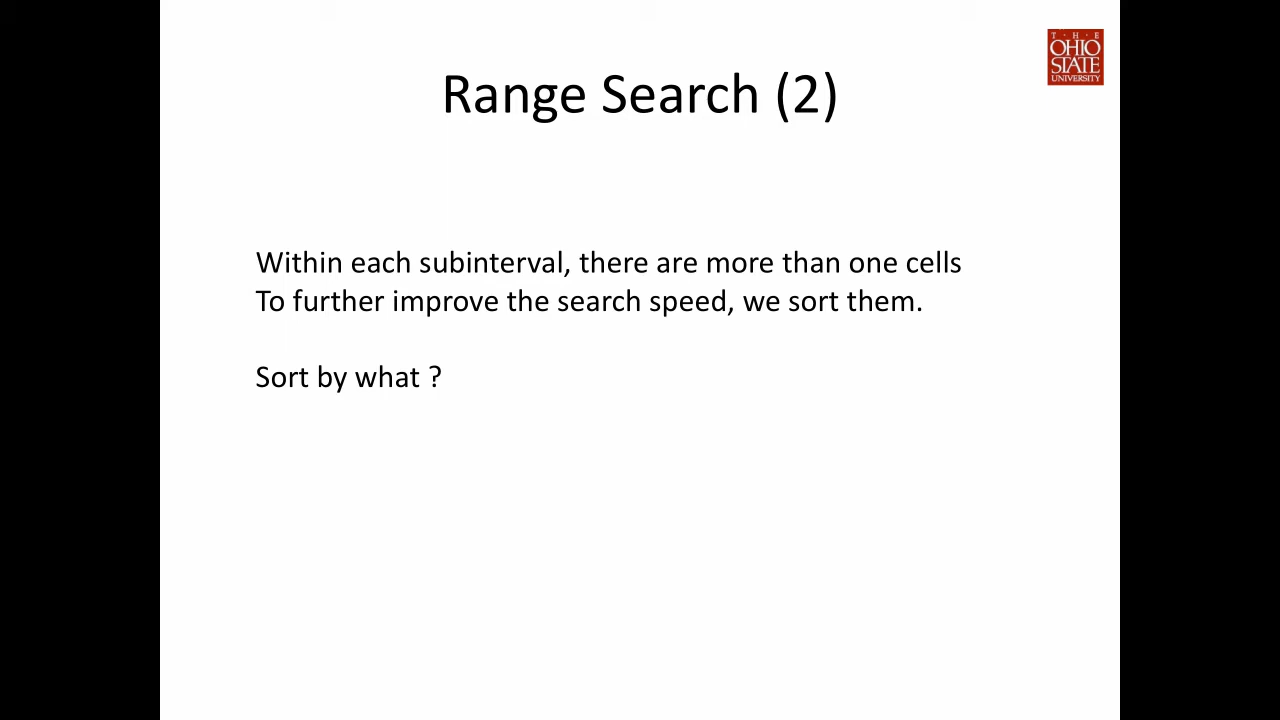 T · H · E
OHIO
STATE
UNIVERSITY
Range Search (2)
Within each subinterval, there are more than one cells
To further improve the search speed, we sort them.
Sort by what ?